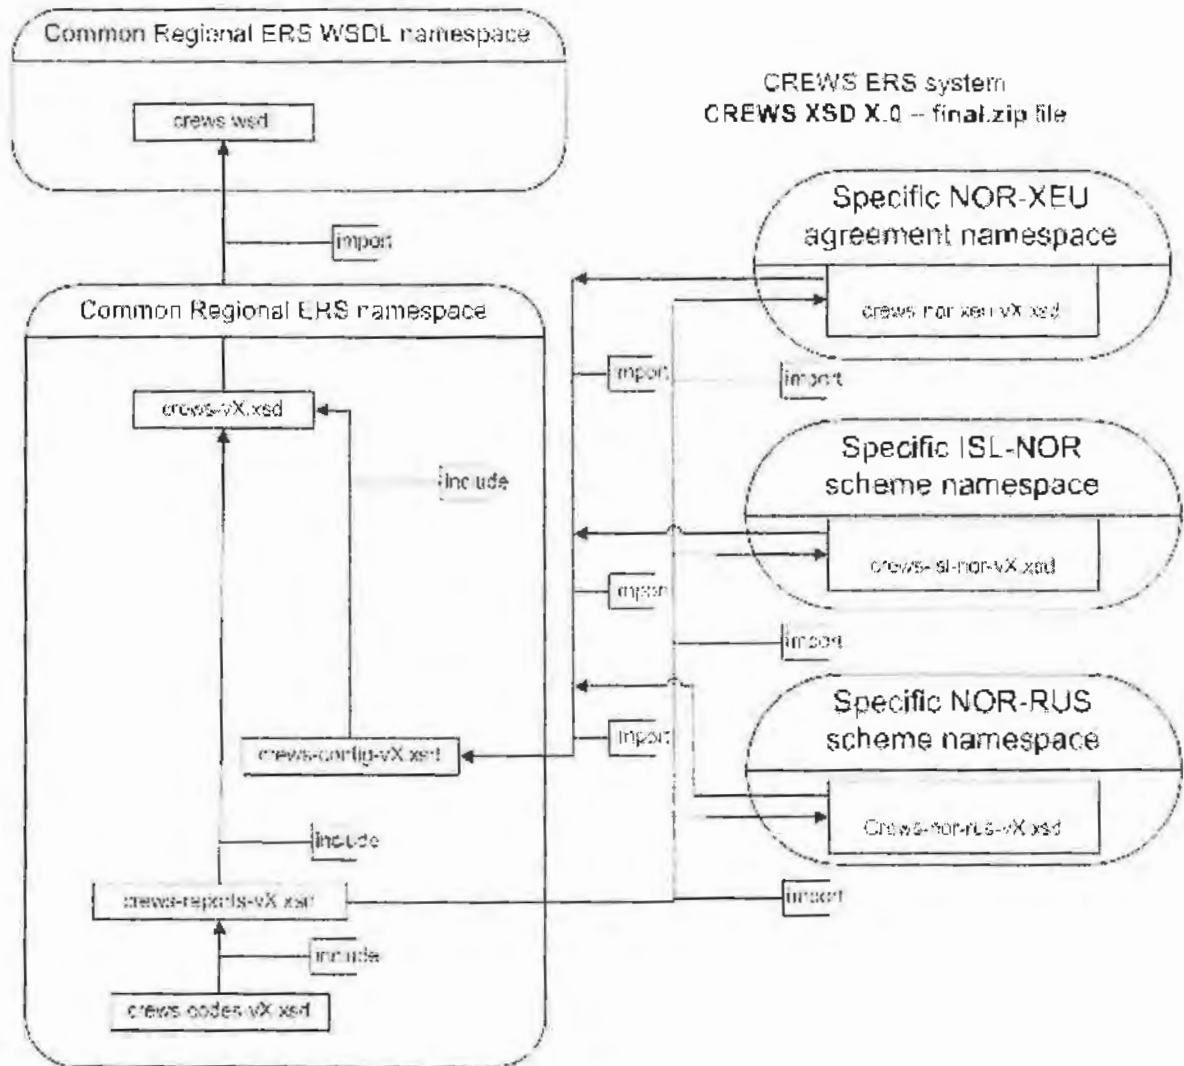 Common Regional ERS WSDL namespace
crews wsd
import
CREWS ERS system
CREWS XSD X.0 – final.zip file
Specific NOR-XEU
agreement namespace
crews-nor-xeu-vX.xsd
import
import
Common Regional ERS namespace
crews-vX.xsd
include
Specific ISL-NOR
scheme namespace
crews-isl-nor-vX.xsd
import
import
Specific NOR-RUS
scheme namespace
import
crews-config-vX.xsd
Crews-nor-rus-vX.xsd
include
crews-reports-vX.xsd
import
include
crews-codes-vX.xsd